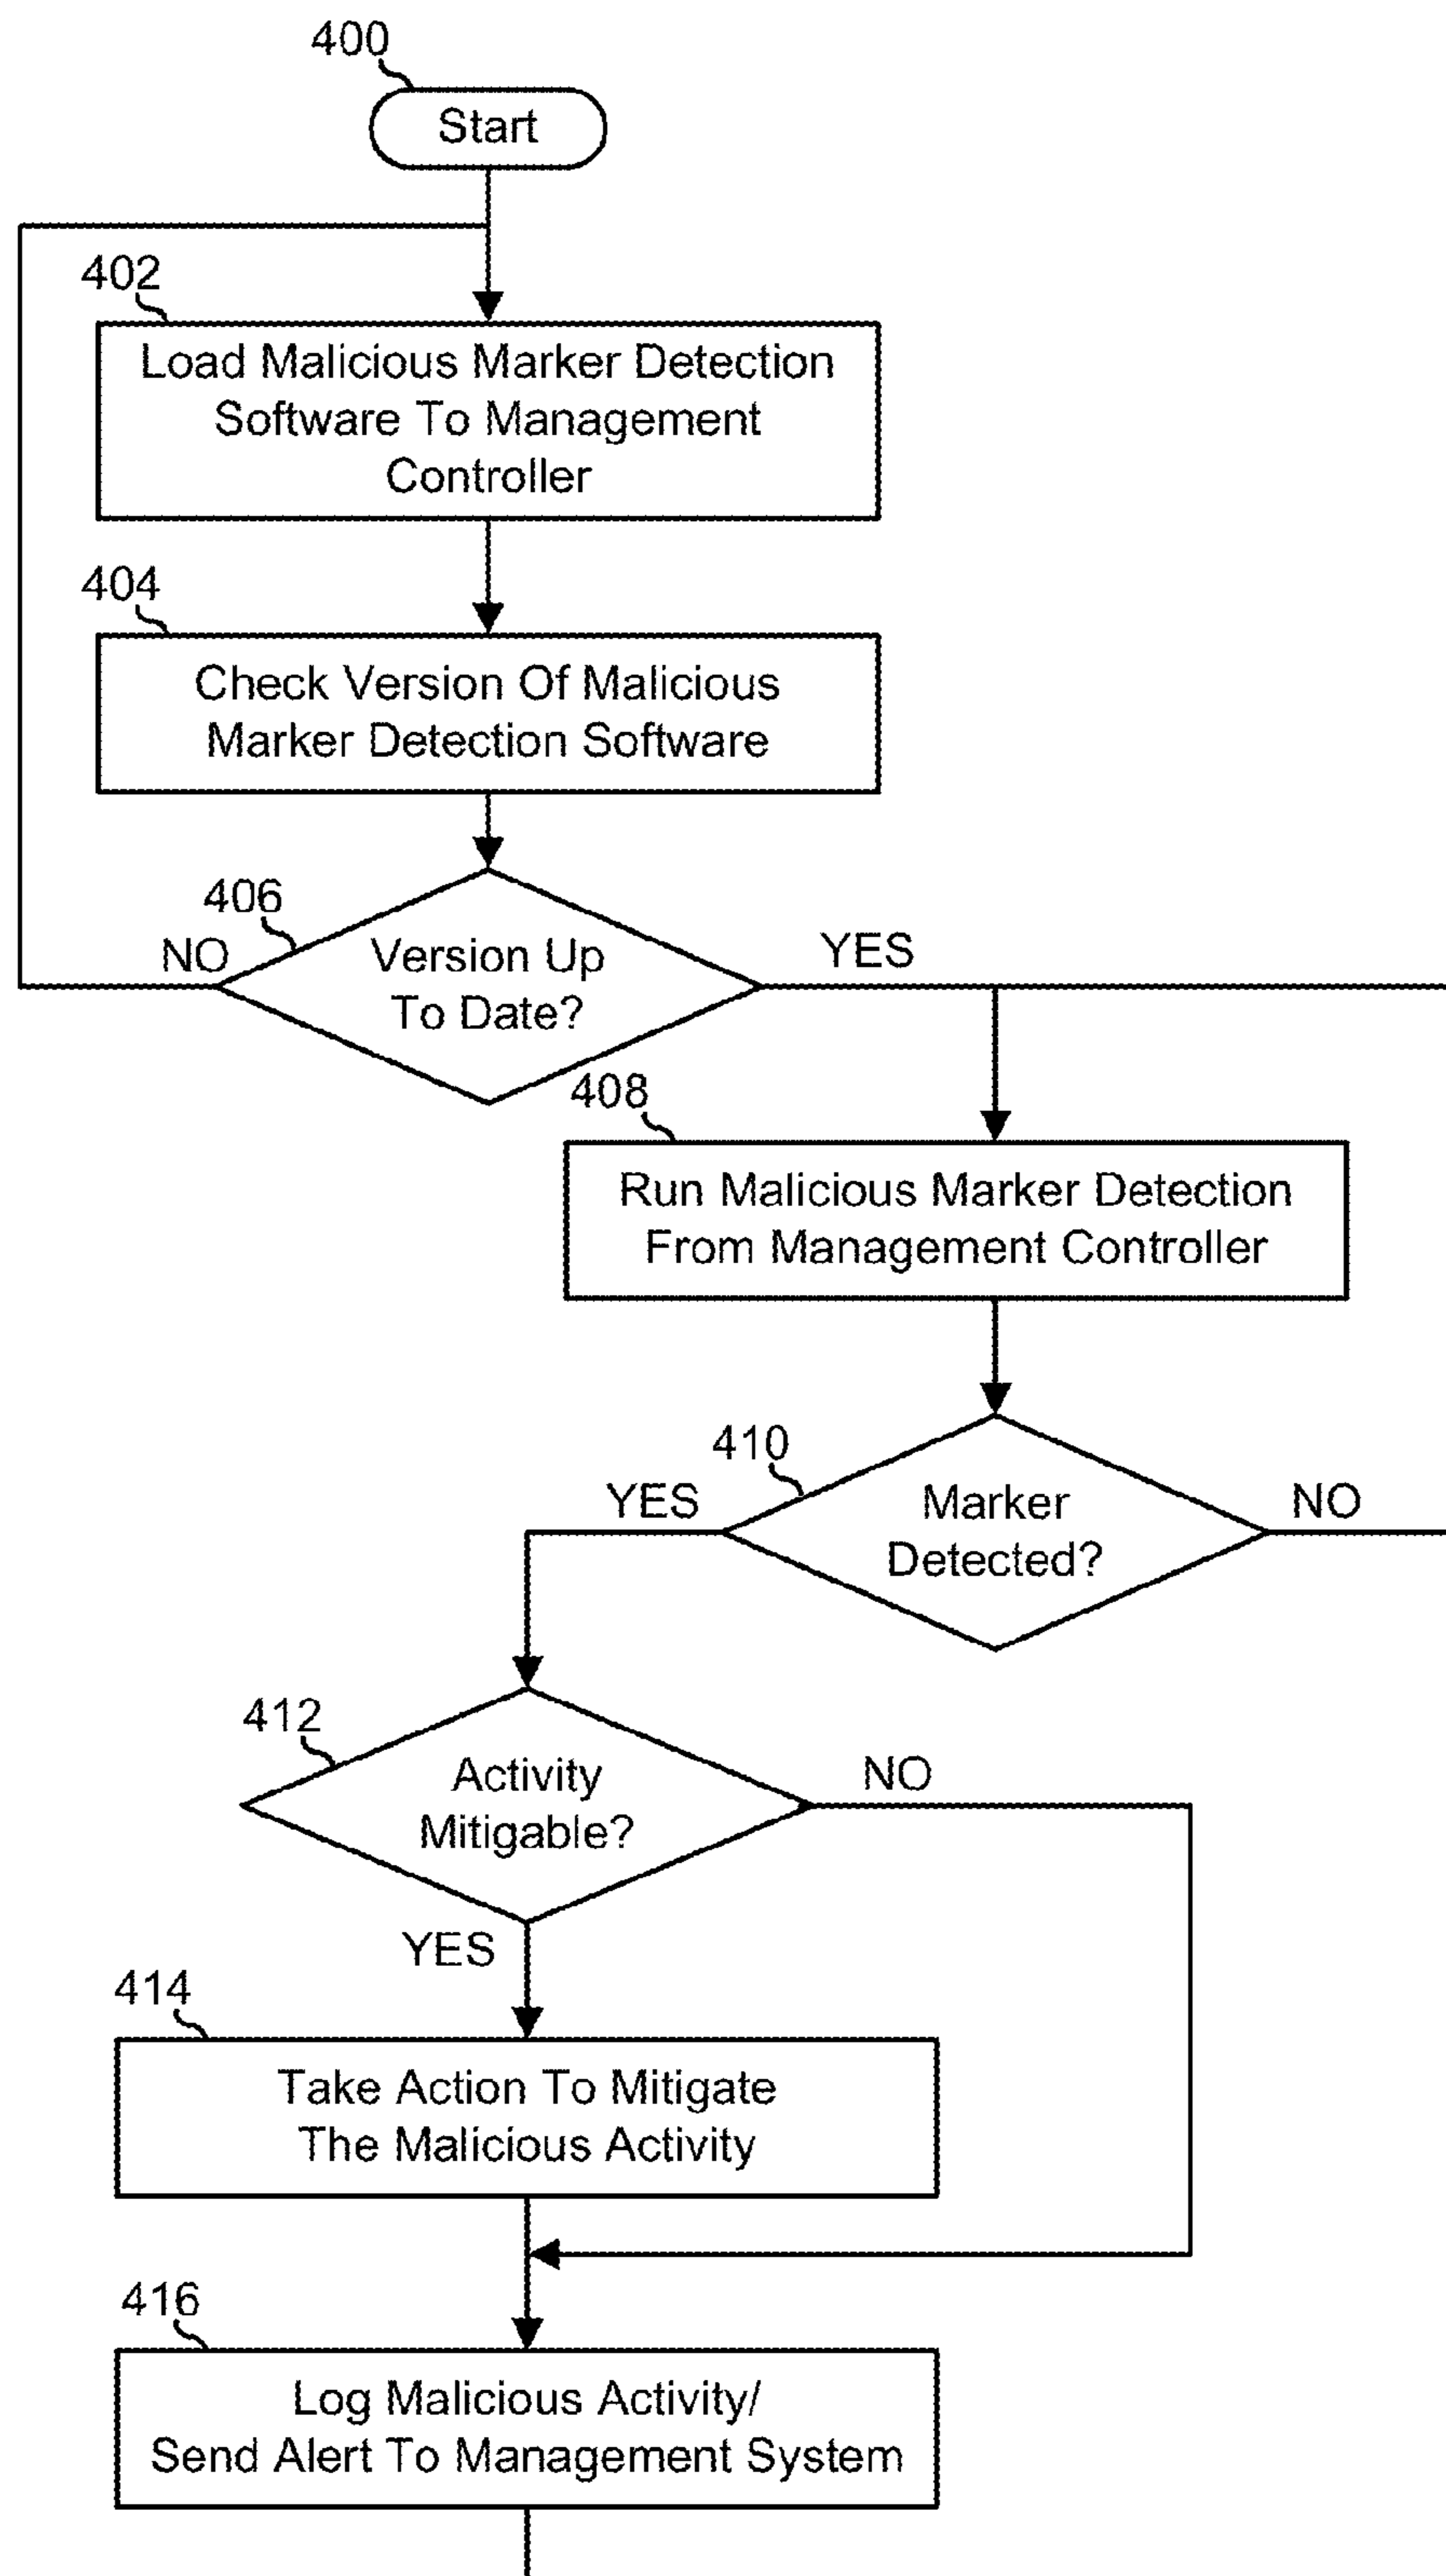 400
Start
402
Load Malicious Marker Detection
Software To Management
Controller
404
Check Version Of Malicious
Marker Detection Software
406
NO
Version Up
To Date?
YES
408
Run Malicious Marker Detection
From Management Controller
410
YES
Marker
Detected?
NO
412
Activity
Mitigable?
NO
YES
414
Take Action To Mitigate
The Malicious Activity
416
Log Malicious Activity/
Send Alert To Management System